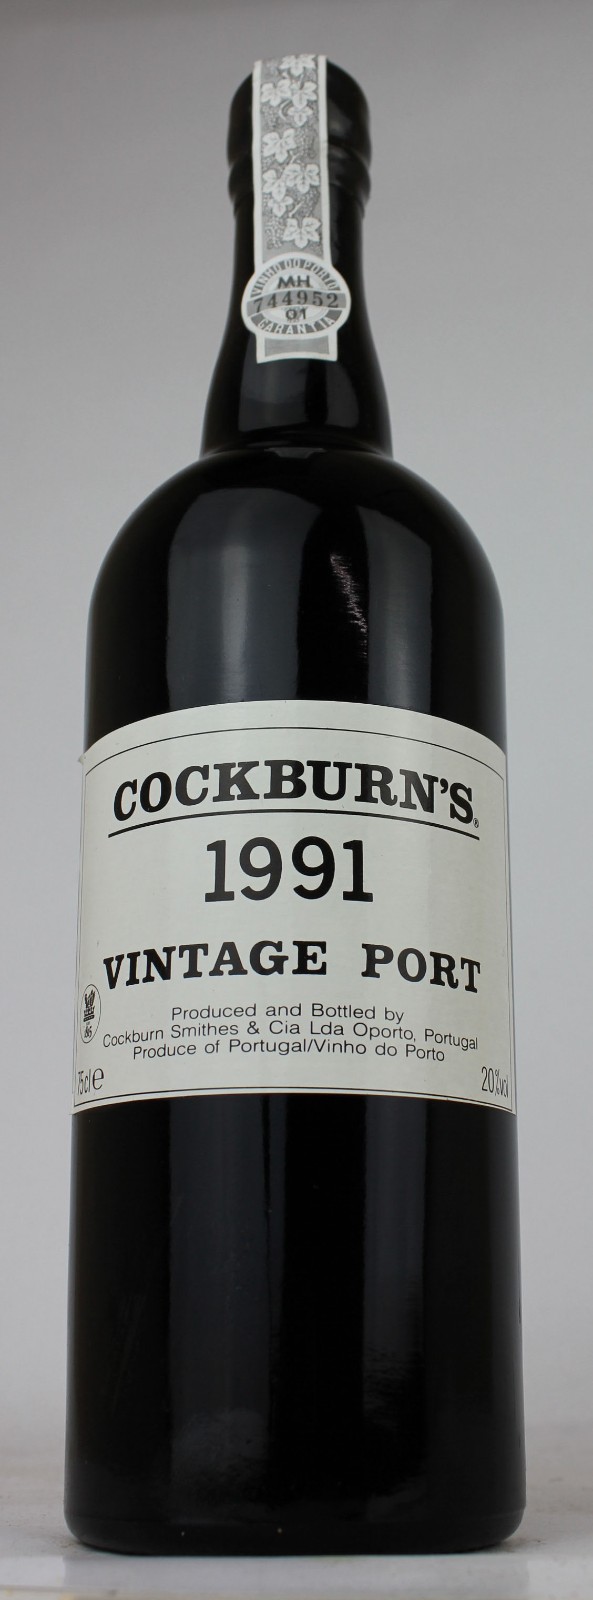 VINHO DO PORTO
MH
744952
01
GARANTIA
COCKBURN'S®
1991
VINTAGE PORT
Produced and Bottled by
Cockburn Smithes & Cia Lda Oporto, Portugal
Produce of Portugal/Vinho do Porto
75cl e
20%vol